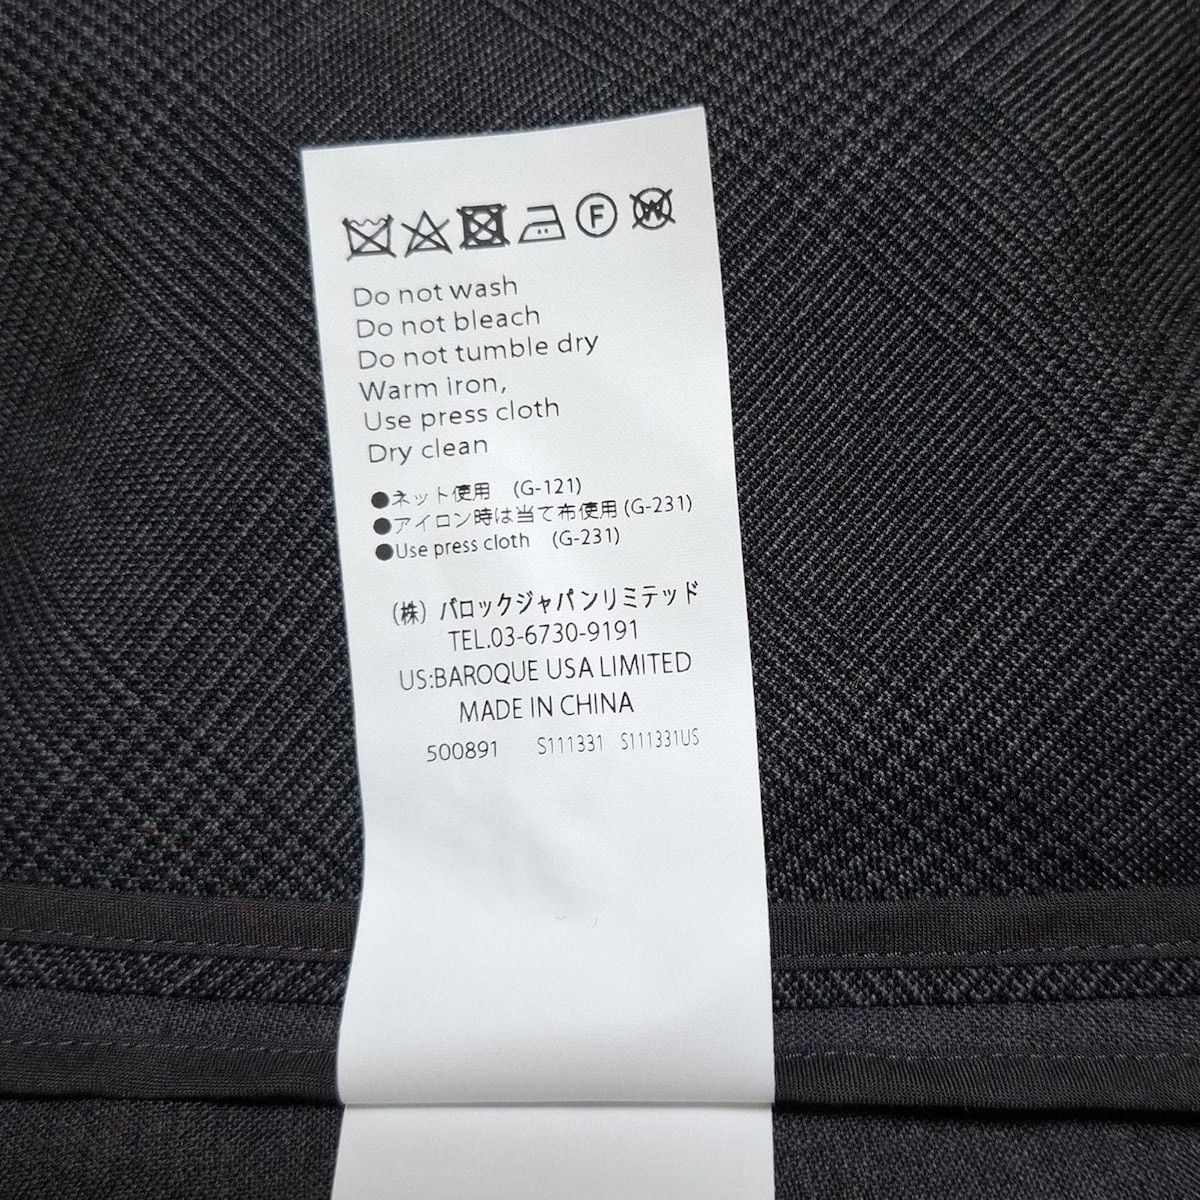 F W
Do not wash
Do not bleach
Do not tumble dry
Warm iron,
Use press cloth
Dry clean
●ネット使用 (G-121)
●アイロン時は当て布使用 (G-231)
●Use press cloth (G-231)
(株) バロックジャパンリミテッド
TEL.03-6730-9191
US:BAROQUE USA LIMITED
MADE IN CHINA
500891 S111331 S111331US